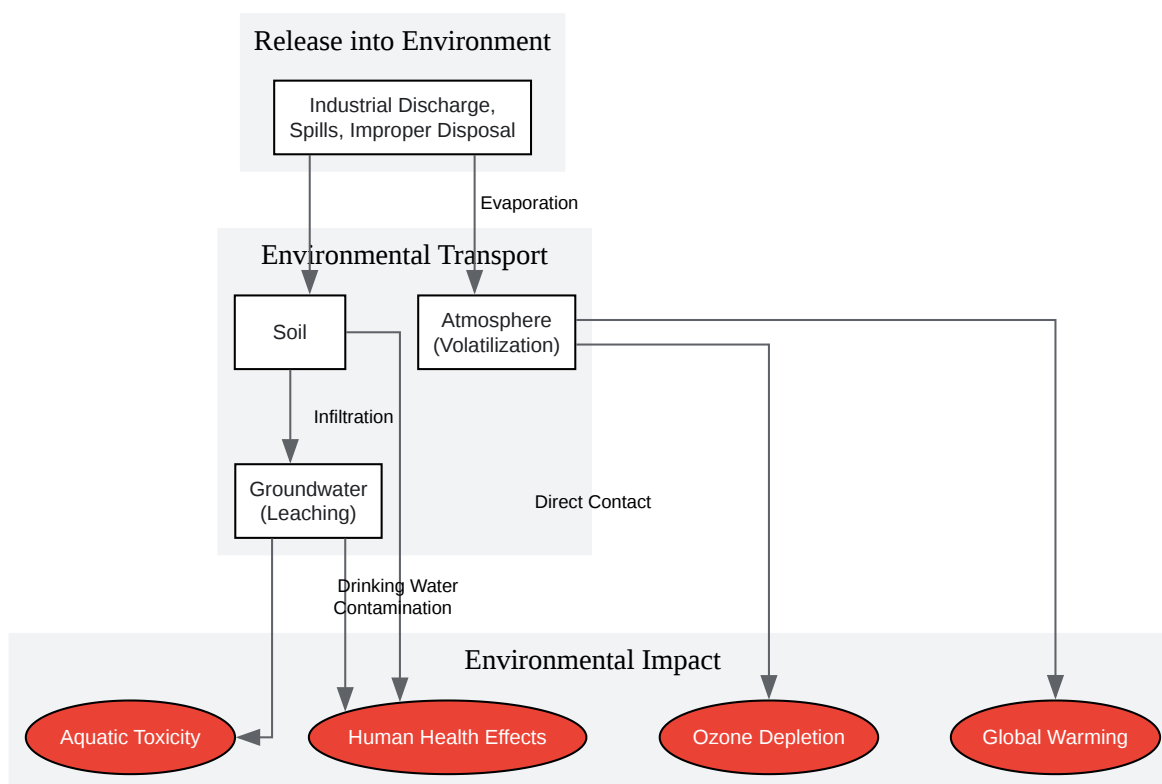 Release into Environment
Industrial Discharge,
Spills, Improper Disposal
Evaporation
Environmental Transport
Soil
Atmosphere
(Volatilization)
Infiltration
Groundwater
(Leaching)
Direct Contact
Drinking Water
Contamination
Environmental Impact
Aquatic Toxicity
Human Health Effects
Ozone Depletion
Global Warming